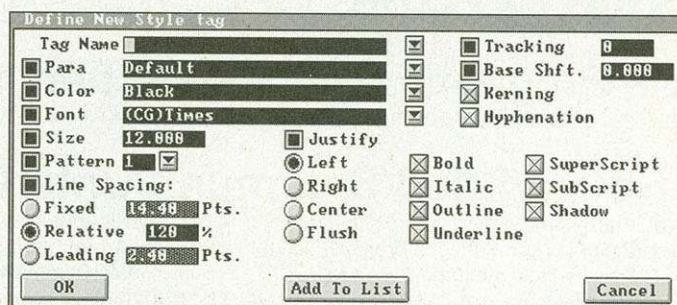 Define New Style tag
Tag Name
Tracking 0
Para Default
Base Shft. 0.000
Color Black
Kerning
Font (CG)Times
Hyphenation
Size 12.000
Justify
Pattern 1
Left
Bold
SuperScript
Line Spacing:
Right
Italic
SubScript
Fixed 14.40 Pts.
Center
Outline
Shadow
Relative 120 %
Flush
Underline
Leading 2.40 Pts.
OK
Add To List
Cancel